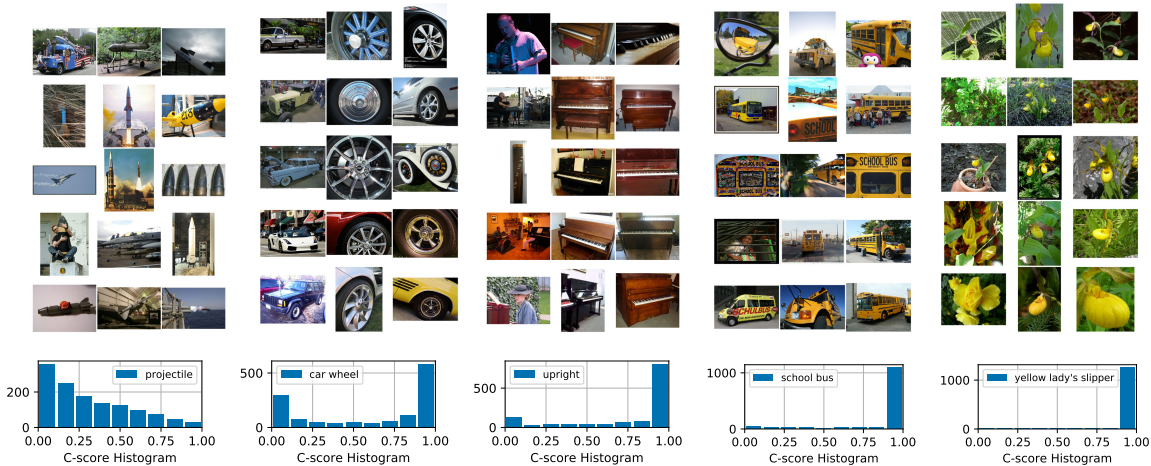 SCHOOL
SCHOOL BUS
SCHOOL BUS
SCHULBUS
200
0
projectile
0.00 0.25 0.50 0.75 1.00
C-score Histogram
500
0
car wheel
0.00 0.25 0.50 0.75 1.00
C-score Histogram
500
0
upright
0.00 0.25 0.50 0.75 1.00
C-score Histogram
1000
0
school bus
0.00 0.25 0.50 0.75 1.00
C-score Histogram
1000
0
yellow lady's slipper
0.00 0.25 0.50 0.75 1.00
C-score Histogram